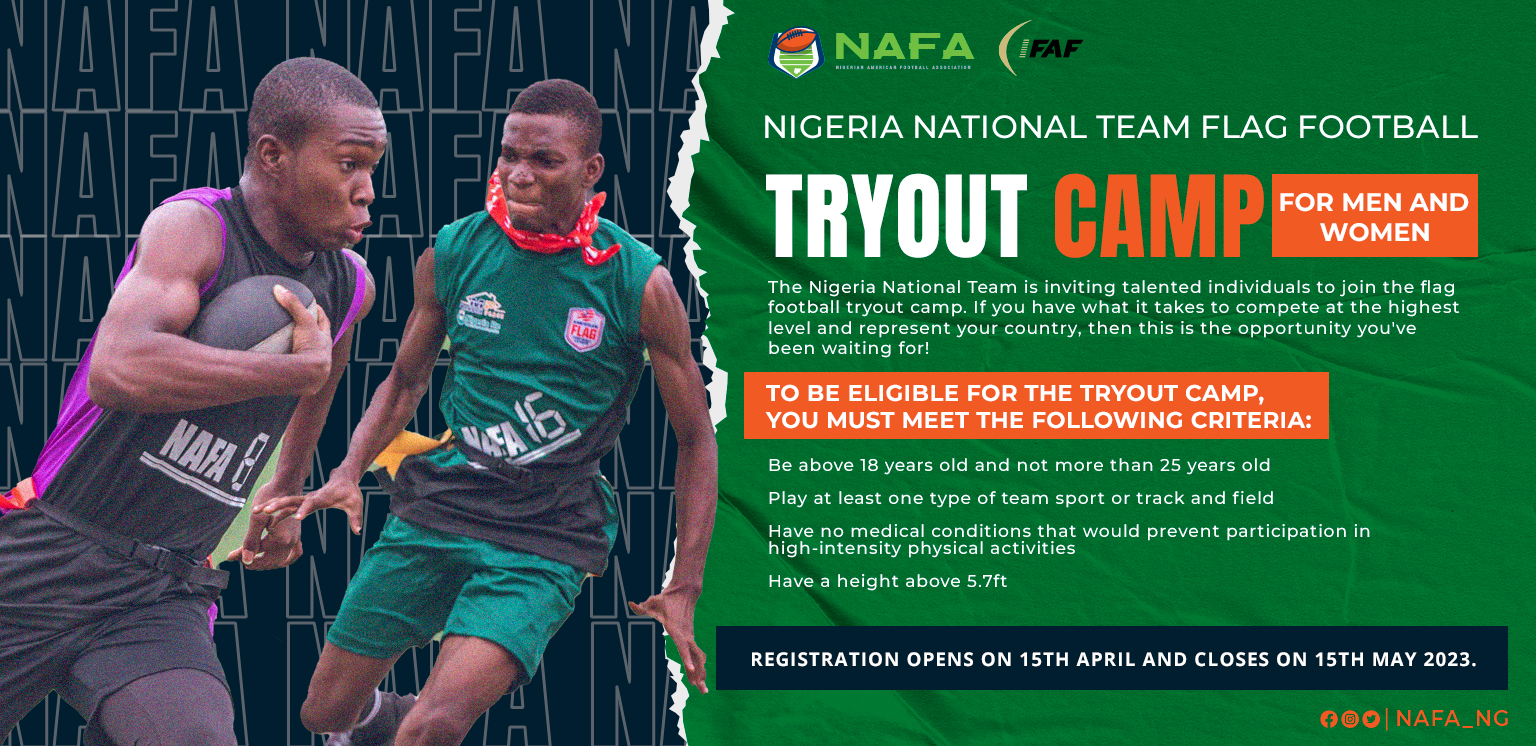 NAFA
NIGERIAN AMERICAN FOOTBALL ASSOCIATION
IFAF
NIGERIA NATIONAL TEAM FLAG FOOTBALL
TRYOUT CAMP
FOR MEN AND
WOMEN
The Nigeria National Team is inviting talented individuals to join the flag
football tryout camp. If you have what it takes to compete at the highest
level and represent your country, then this is the opportunity you've
been waiting for!
TO BE ELIGIBLE FOR THE TRYOUT CAMP,
YOU MUST MEET THE FOLLOWING CRITERIA:
Be above 18 years old and not more than 25 years old
Play at least one type of team sport or track and field
Have no medical conditions that would prevent participation in
high-intensity physical activities
Have a height above 5.7ft
REGISTRATION OPENS ON 15TH APRIL AND CLOSES ON 15TH MAY 2023.
NAFA_NG
FLAG
NAFA 16
NAFA 8
NAFA NAFA NA